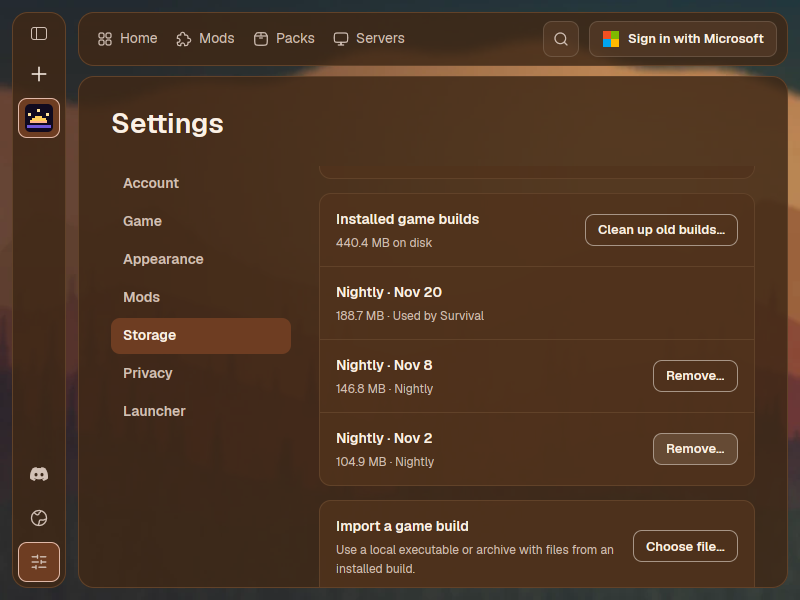 Home
Mods
Packs
Servers
Sign in with Microsoft
Settings
Account
Game
Appearance
Mods
Storage
Privacy
Launcher
Installed game builds
440.4 MB on disk
Clean up old builds...
Nightly · Nov 20
188.7 MB · Used by Survival
Nightly · Nov 8
146.8 MB · Nightly
Remove...
Nightly · Nov 2
104.9 MB · Nightly
Remove...
Import a game build
Use a local executable or archive with files from an
installed build.
Choose file...